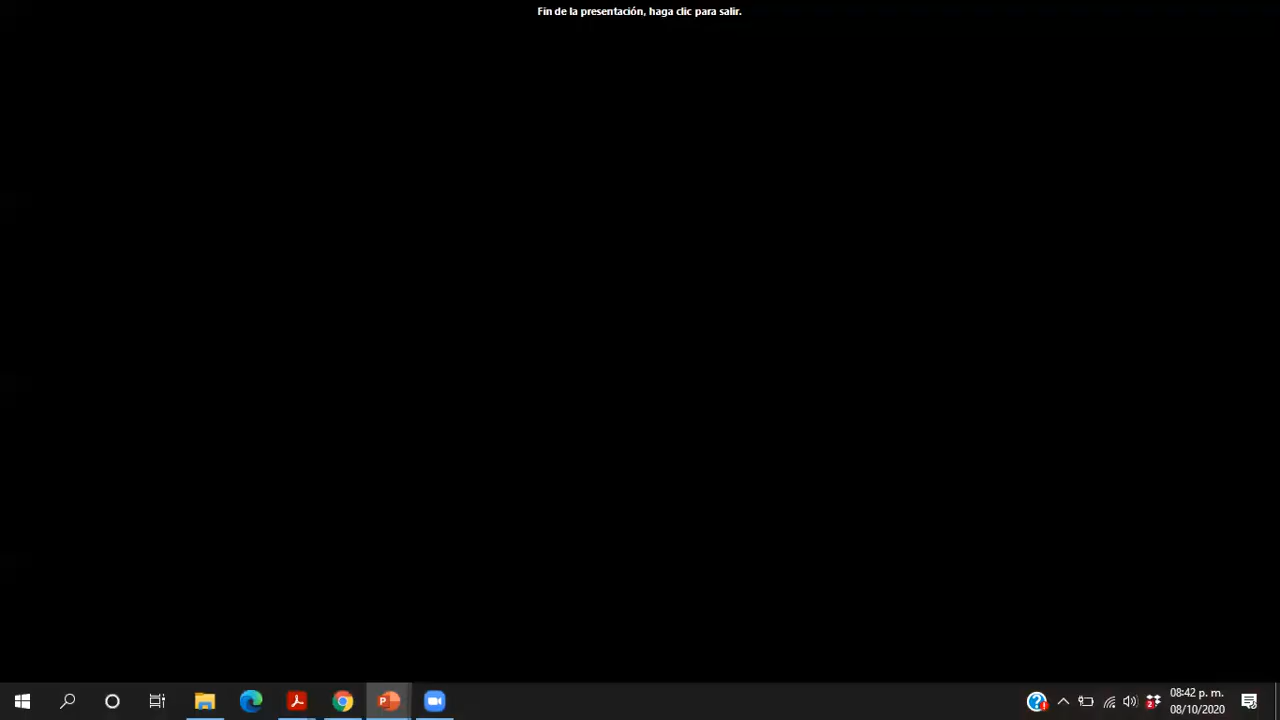 Fin de la presentación, haga clic para salir.
08:42 p. m.
08/10/2020